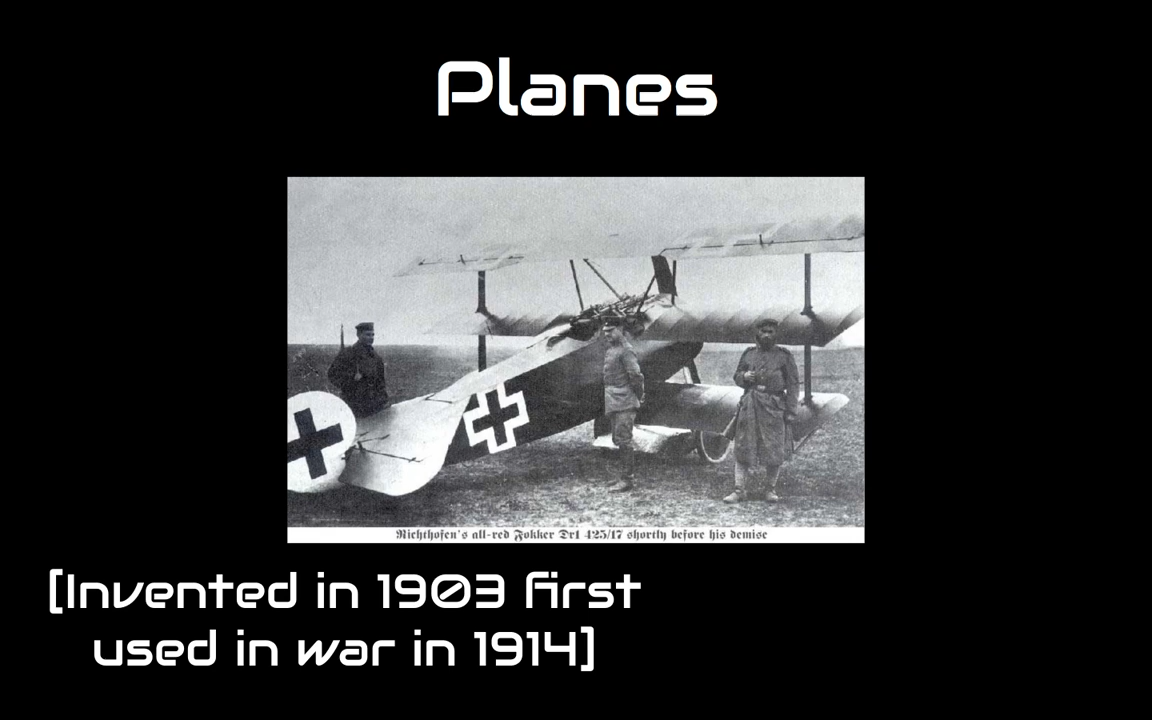 Planes
Richthofen's all-red Fokker Dr1 425/17 shortly before his demise
[Invented in 1903 first
used in war in 1914]